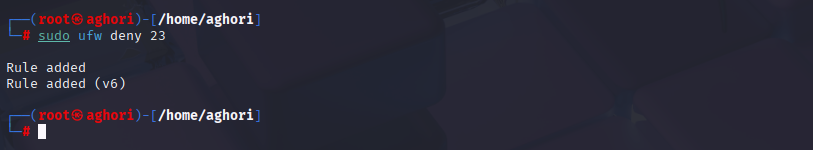 ┌──(root㉿aghori)-[/home/aghori]
└─# sudo ufw deny 23
Rule added
Rule added (v6)
┌──(root㉿aghori)-[/home/aghori]
└─#